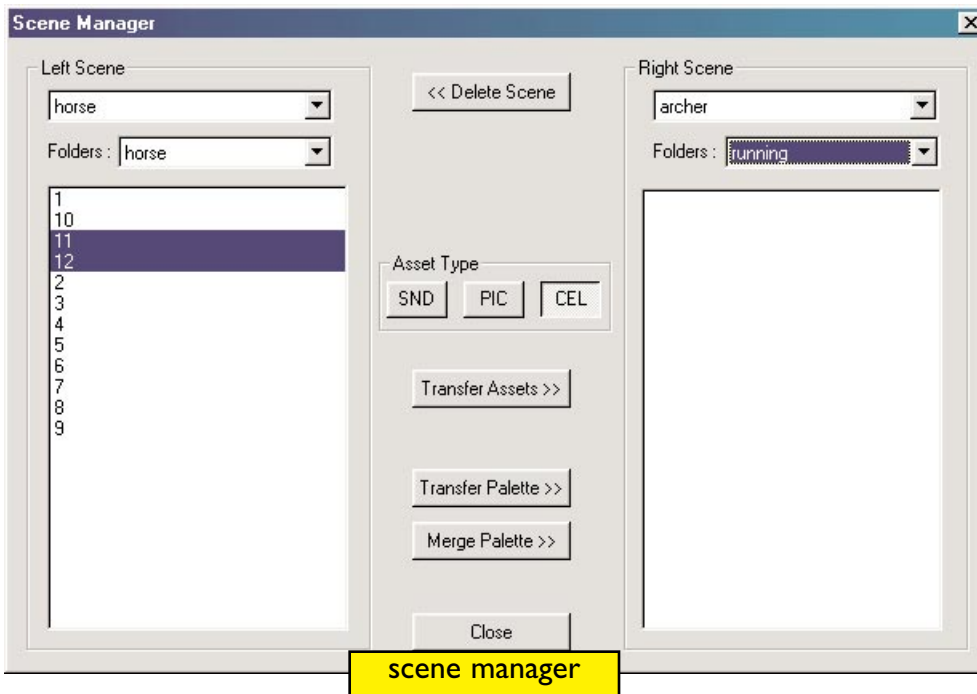 Scene Manager
Left Scene
horse
Folders : horse
1
10
11
12
2
3
4
5
6
7
8
9
<< Delete Scene
Asset Type
SND PIC CEL
Transfer Assets >>
Transfer Palette >>
Merge Palette >>
Close
Right Scene
archer
Folders : running
scene manager